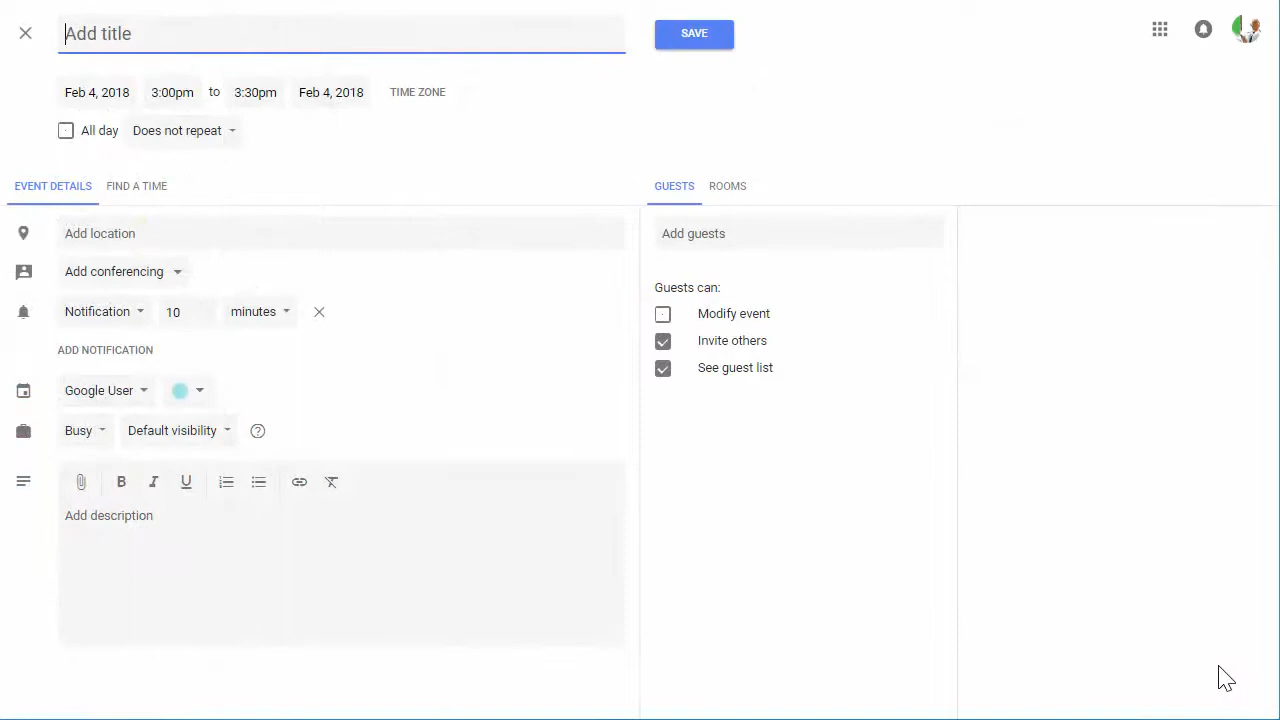 Add title
SAVE
Feb 4, 2018 3:00pm to 3:30pm Feb 4, 2018 TIME ZONE
All day Does not repeat
EVENT DETAILS FIND A TIME
GUESTS ROOMS
Add location
Add guests
Add conferencing
Guests can:
Notification 10 minutes
Modify event
Invite others
ADD NOTIFICATION
See guest list
Google User
Busy Default visibility
B I U
Add description